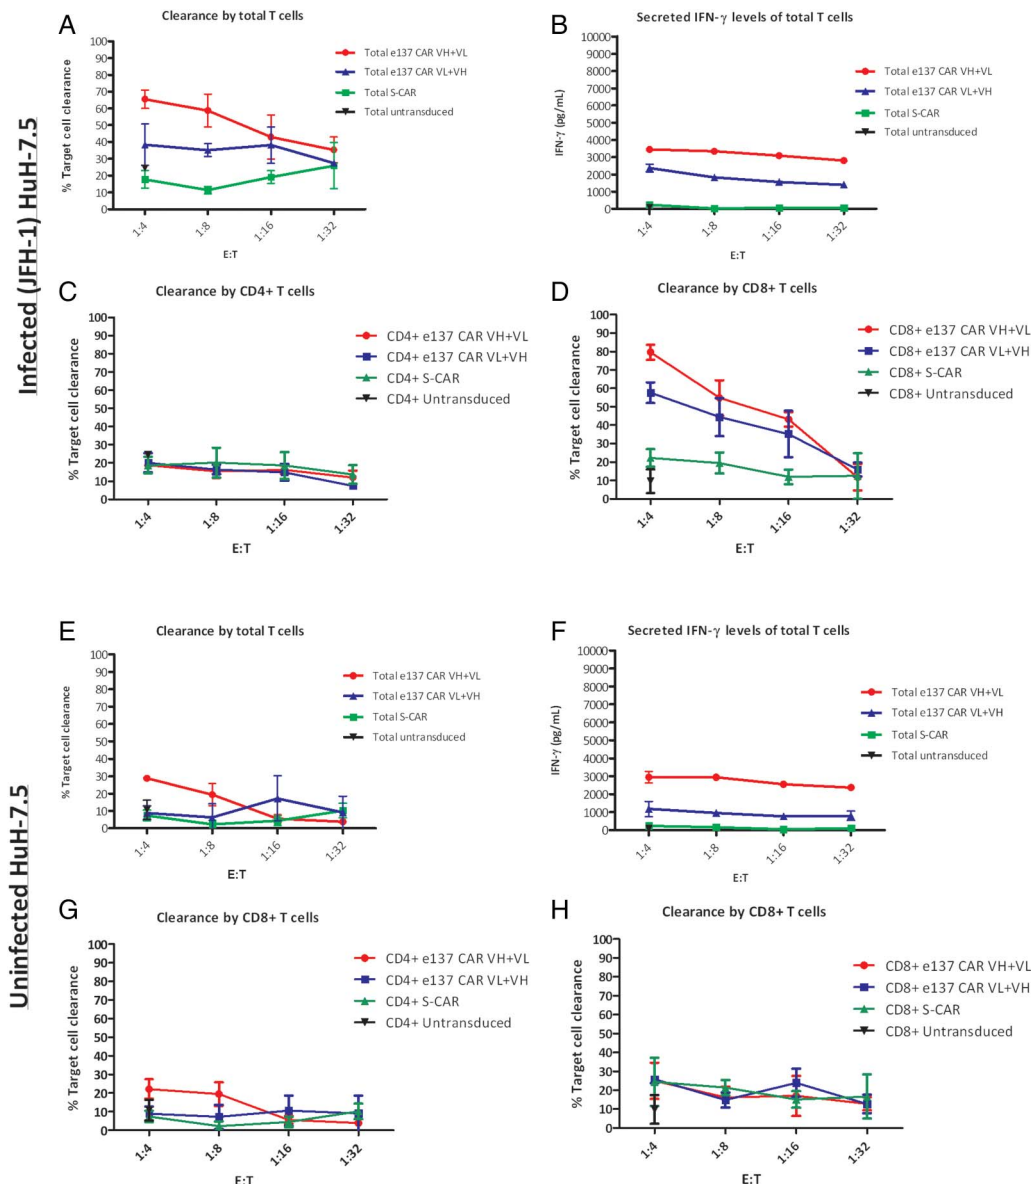 Infected (JFH-1) HuH-7.5
A
Clearance by total T cells
% Target cell clearance
100
90
80
70
60
50
40
30
20
10
0
1:4
1:8
1:16
1:32
E:T
Total e137 CAR VH+VL
Total e137 CAR VL+VH
Total S-CAR
Total untransduced
B
Secreted IFN-γ levels of total T cells
IFN-γ (pg/mL)
10000
9000
8000
7000
6000
5000
4000
3000
2000
1000
0
1:4
1:8
1:16
1:32
E:T
Total e137 CAR VH+VL
Total e137 CAR VL+VH
Total S-CAR
Total untransduced
C
Clearance by CD4+ T cells
% Target cell clearance
100
90
80
70
60
50
40
30
20
10
0
1:4
1:8
1:16
1:32
E:T
CD4+ e137 CAR VH+VL
CD4+ e137 CAR VL+VH
CD4+ S-CAR
CD4+ Untransduced
D
Clearance by CD8+ T cells
% Target cell clearance
100
90
80
70
60
50
40
30
20
10
0
1:4
1:8
1:16
1:32
E:T
CD8+ e137 CAR VH+VL
CD8+ e137 CAR VL+VH
CD8+ S-CAR
CD8+ Untransduced
Uninfected HuH-7.5
E
Clearance by total T cells
% Target cell clearance
100
90
80
70
60
50
40
30
20
10
0
1:4
1:8
1:16
1:32
E:T
Total e137 CAR VH+VL
Total e137 CAR VL+VH
Total S-CAR
Total untransduced
F
Secreted IFN-γ levels of total T cells
IFN-γ (pg/mL)
10000
9000
8000
7000
6000
5000
4000
3000
2000
1000
0
1:4
1:8
1:16
1:32
E:T
Total e137 CAR VH+VL
Total e137 CAR VL+VH
Total S-CAR
Total untransduced
G
Clearance by CD8+ T cells
% Target cell clearance
100
90
80
70
60
50
40
30
20
10
0
1:4
1:8
1:16
1:32
E:T
CD4+ e137 CAR VH+VL
CD4+ e137 CAR VL+VH
CD4+ S-CAR
CD4+ Untransduced
H
Clearance by CD8+ T cells
% Target cell clearance
100
90
80
70
60
50
40
30
20
10
0
1:4
1:8
1:16
1:32
E:T
CD8+ e137 CAR VH+VL
CD8+ e137 CAR VL+VH
CD8+ S-CAR
CD8+ Untransduced